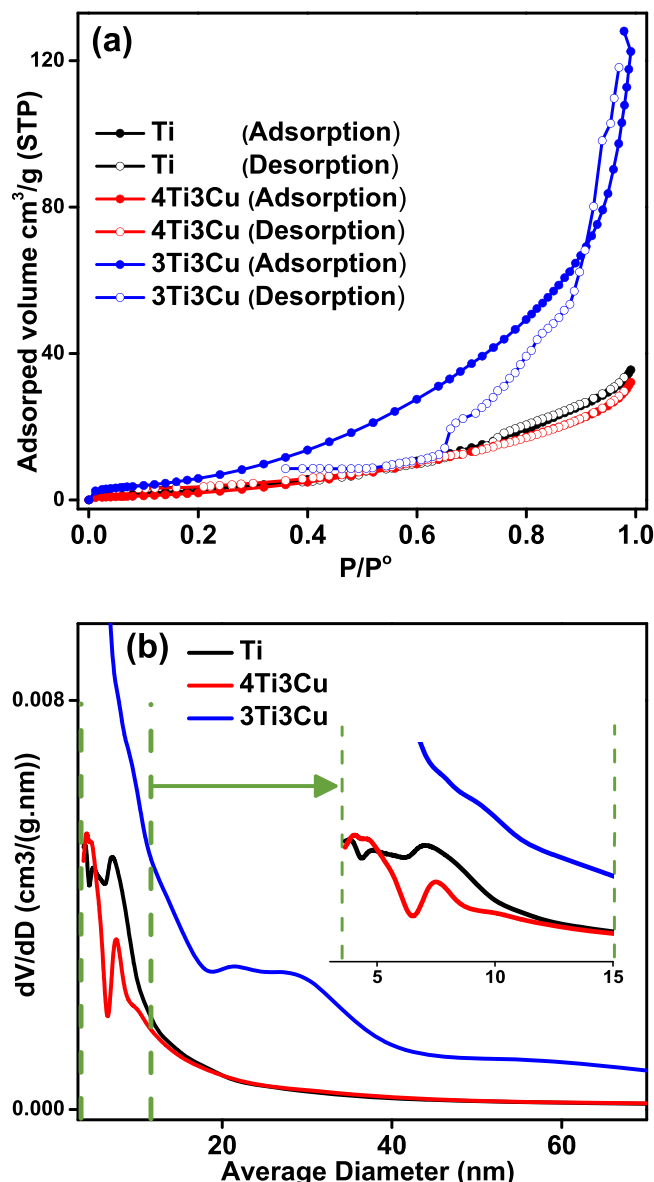 (a)
120
80
40
0
Adsorped volume cm³/g (STP)
Ti (Adsorption)
Ti (Desorption)
4Ti3Cu (Adsorption)
4Ti3Cu (Desorption)
3Ti3Cu (Adsorption)
3Ti3Cu (Desorption)
0.0 0.2 0.4 0.6 0.8 1.0
P/Pº
(b)
Ti
4Ti3Cu
3Ti3Cu
0.008
0.000
dV/dD (cm3/(g.nm)
5 10 15
20 40 60
Average Diameter (nm)